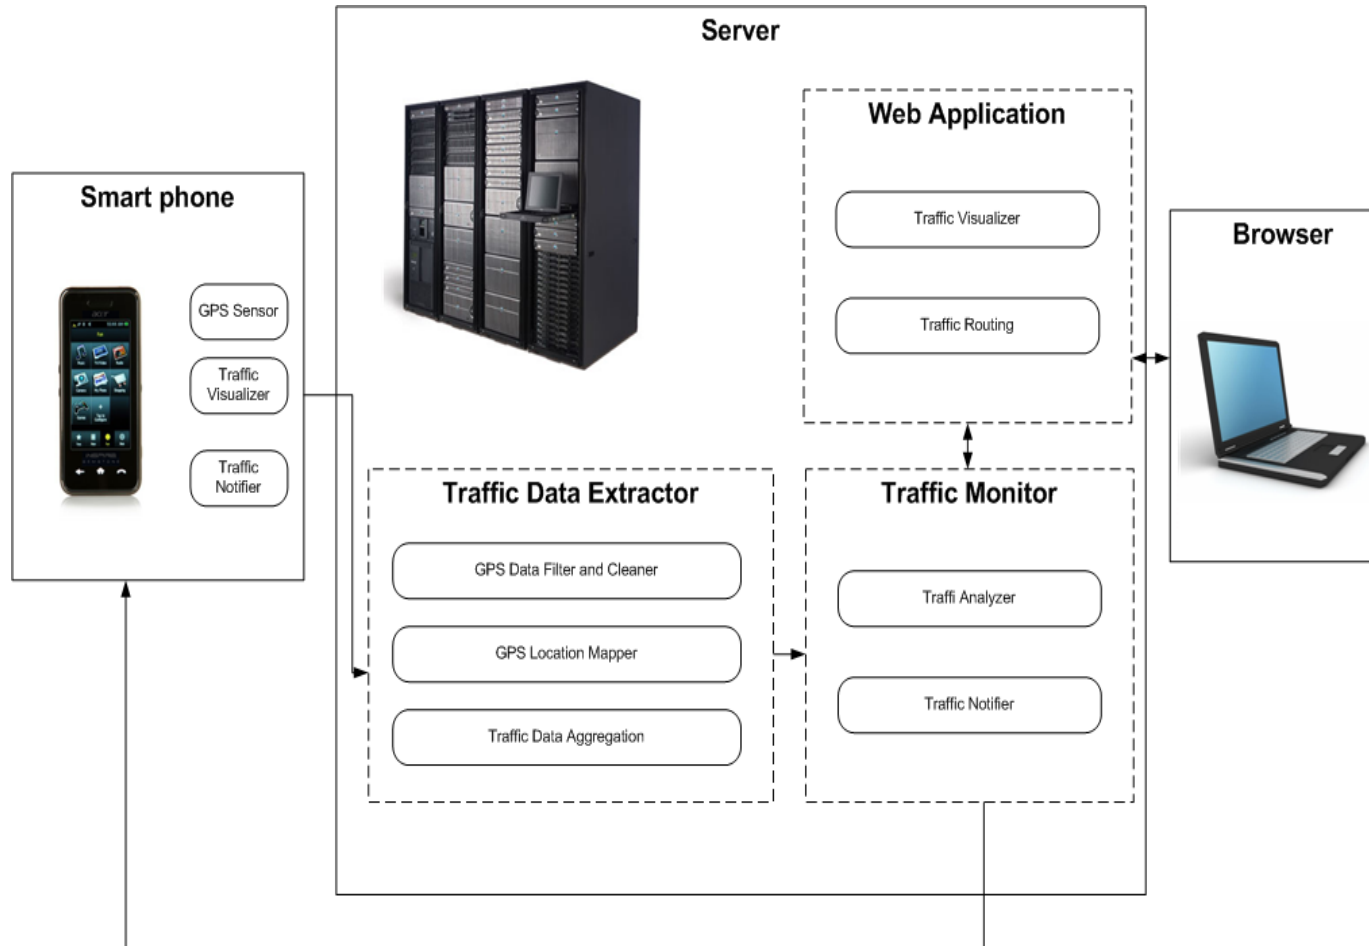 Server
Web Application
Traffic Visualizer
Traffic Routing
Smart phone
GPS Sensor
Traffic
Visualizer
Traffic
Notifier
Browser
Traffic Data Extractor
GPS Data Filter and Cleaner
GPS Location Mapper
Traffic Data Aggregation
Traffic Monitor
Traffi Analyzer
Traffic Notifier